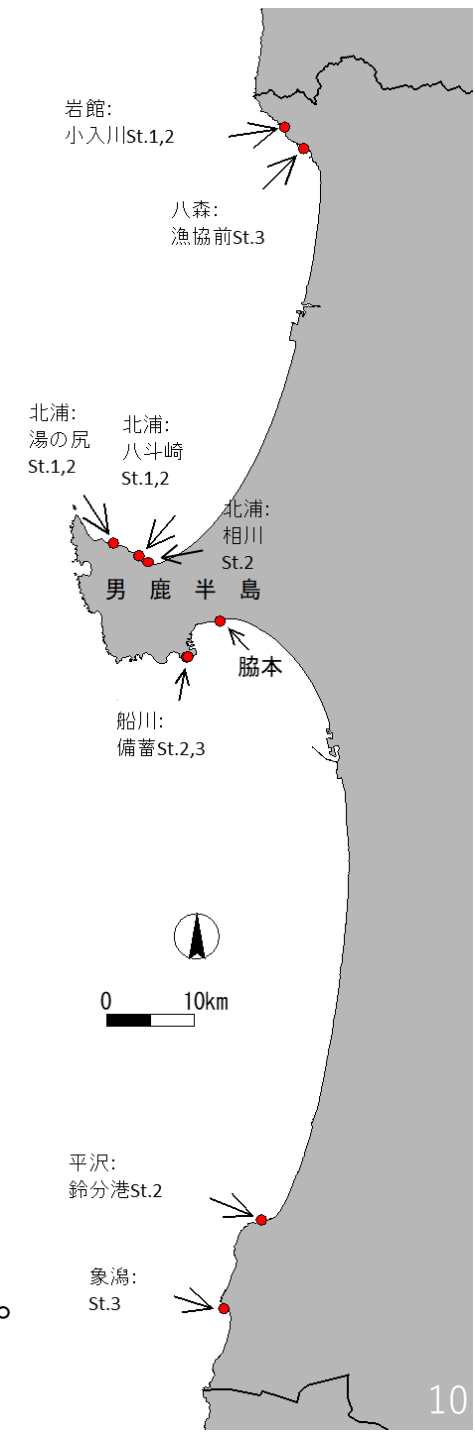 岩館:
小入川St.1,2
八森:
漁協前St.3
北浦:
湯の尻
St.1,2
北浦:
八斗崎
St.1,2
北浦:
相川
St.2
男鹿半島
脇本
船川:
備蓄St.2,3
0 10km
平沢:
鈴分港St.2
象潟:
St.3
。
10